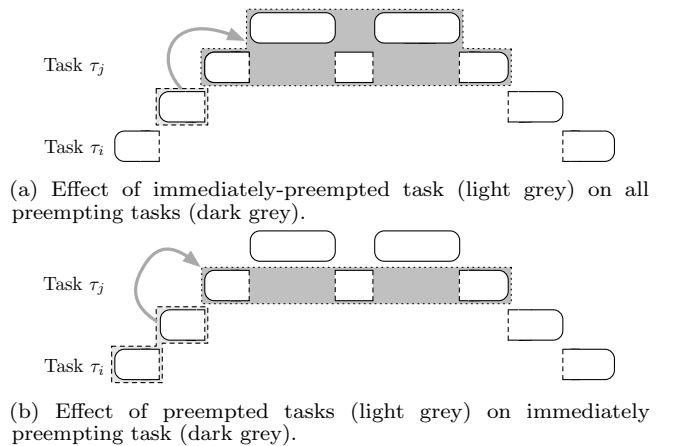 Task τj
Task τi
(a) Effect of immediately-preempted task (light grey) on all
preempting tasks (dark grey).
Task τj
Task τi
(b) Effect of preempted tasks (light grey) on immediately
preempting task (dark grey).